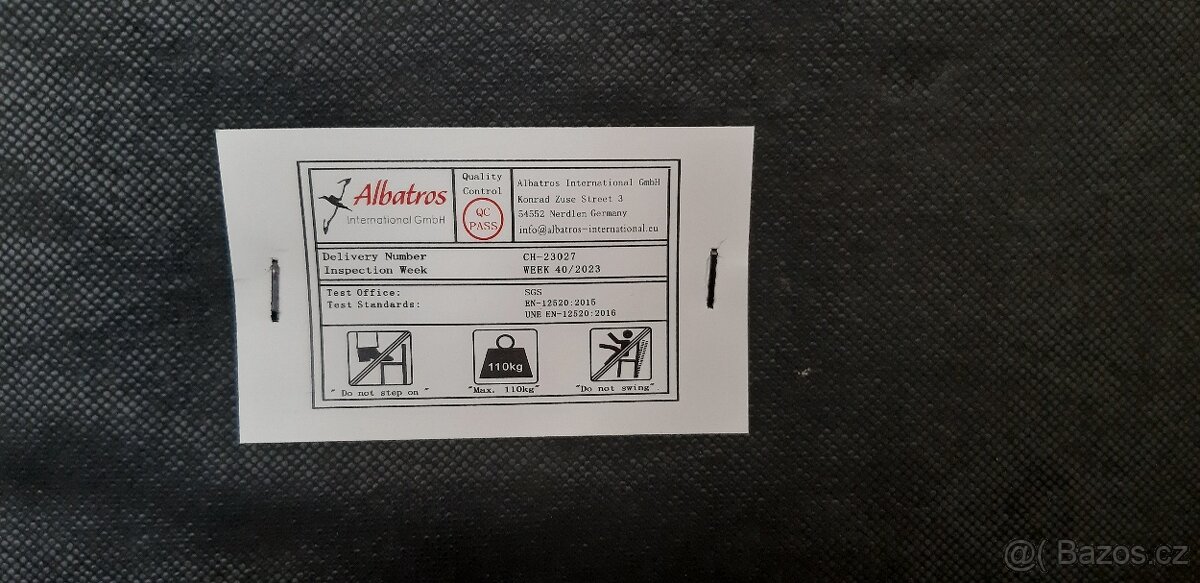 Albatros
International GmbH
Quality
Control
QC
PASS
Albatros International GmbH
Konrad Zuse Street 3
54552 Nerdlen Germany
info@albatros-international.eu
Delivery Number CH-23027
Inspection Week WEEK 40/2023
Test Office: SGS
Test Standards: EN-12520:2015
UNE EN-12520:2016
110kg
"Do not step on"
"Max. 110kg"
"Do not swing"
@( Bazos.cz